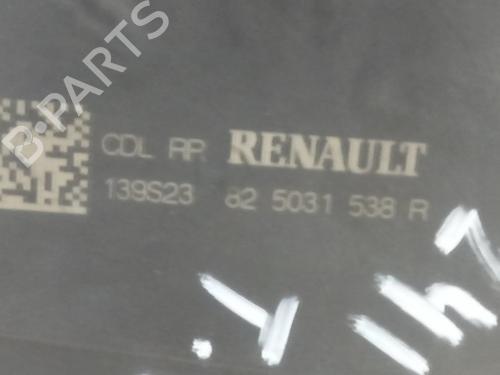 B-PARTS
CDL RR RENAULT
139S23 82 5031 538 R